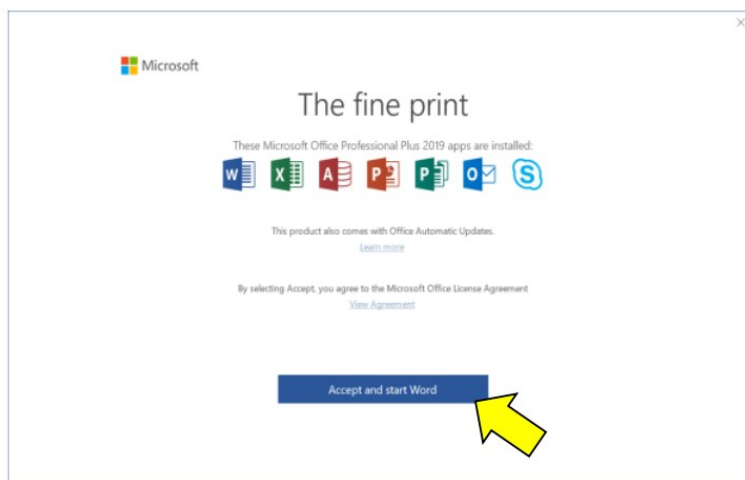 Microsoft
The fine print
These Microsoft Office Professional Plus 2019 apps are installed:
W X A P P O S
This product also comes with Office Automatic Updates.
Learn more
By selecting Accept, you agree to the Microsoft Office License Agreement
View Agreement
Accept and start Word